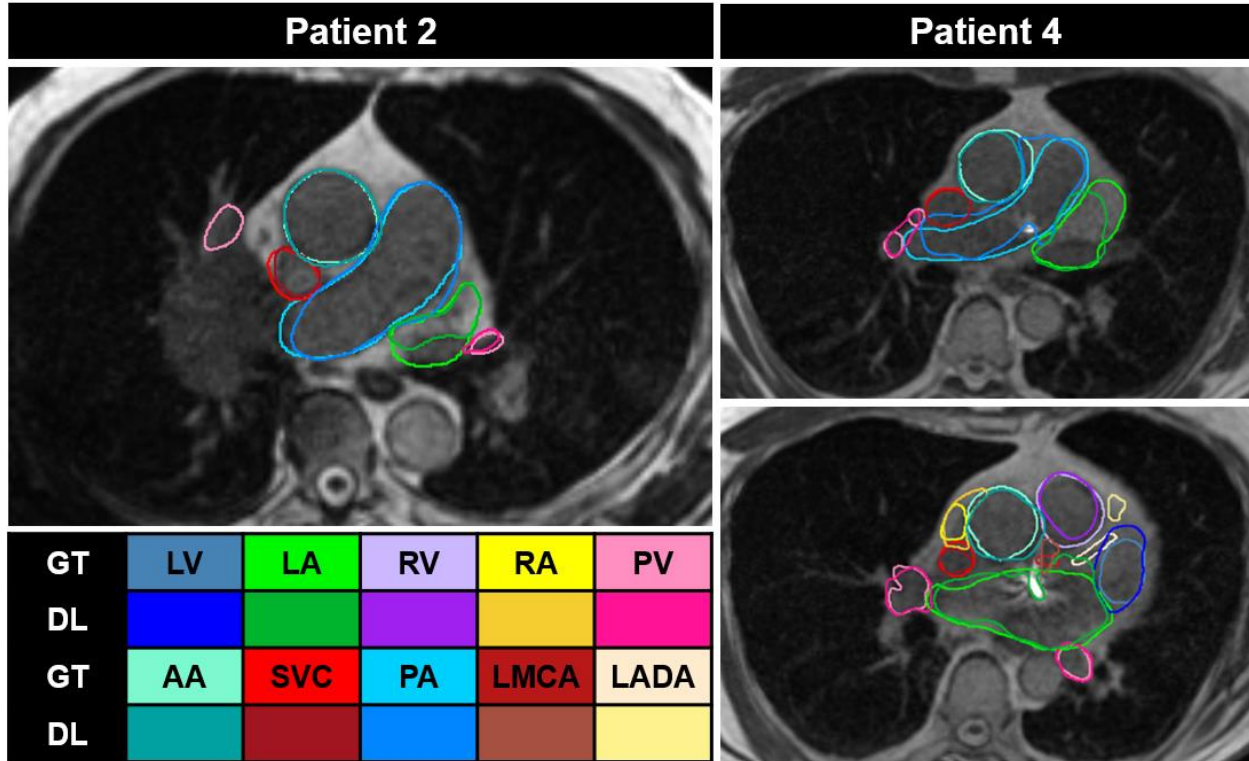 Patient 2
Patient 4
GT LV LA RV RA PV
DL
GT AA SVC PA LMCA LADA
DL